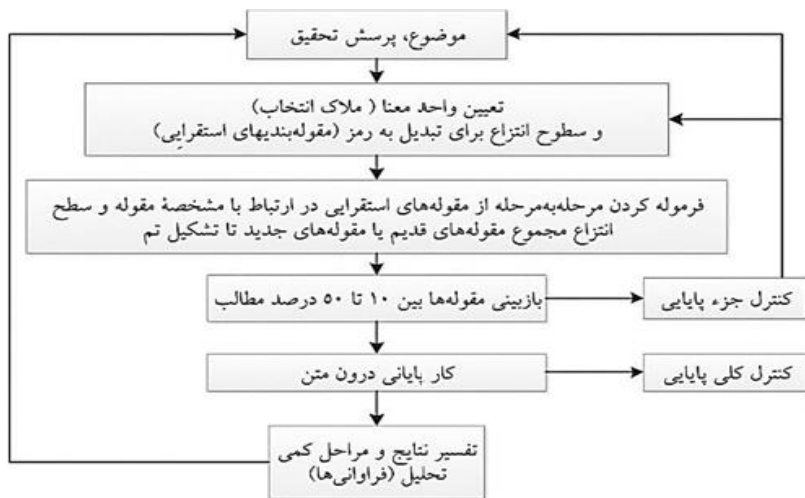 موضوع، پرسش تحقیق
تعیین واحد معنا ( ملاک انتخاب)
و سطوح انتزاع برای تبدیل به رمز (مقوله‌بندیهای استقرایی)
فرموله کردن مرحله‌به‌مرحله از مقوله‌های استقرایی در ارتباط با مشخصهٔ مقوله و سطح
انتزاع مجموع مقوله‌های قدیم یا مقوله‌های جدید تا تشکیل تم
بازبینی مقوله‌ها بین ۱۰ تا ۵۰ درصد مطالب
کنترل جزء پایایی
کار پایانی درون متن
کنترل کلی پایایی
تفسیر نتایج و مراحل کمی
تحلیل (فراوانی‌ها)